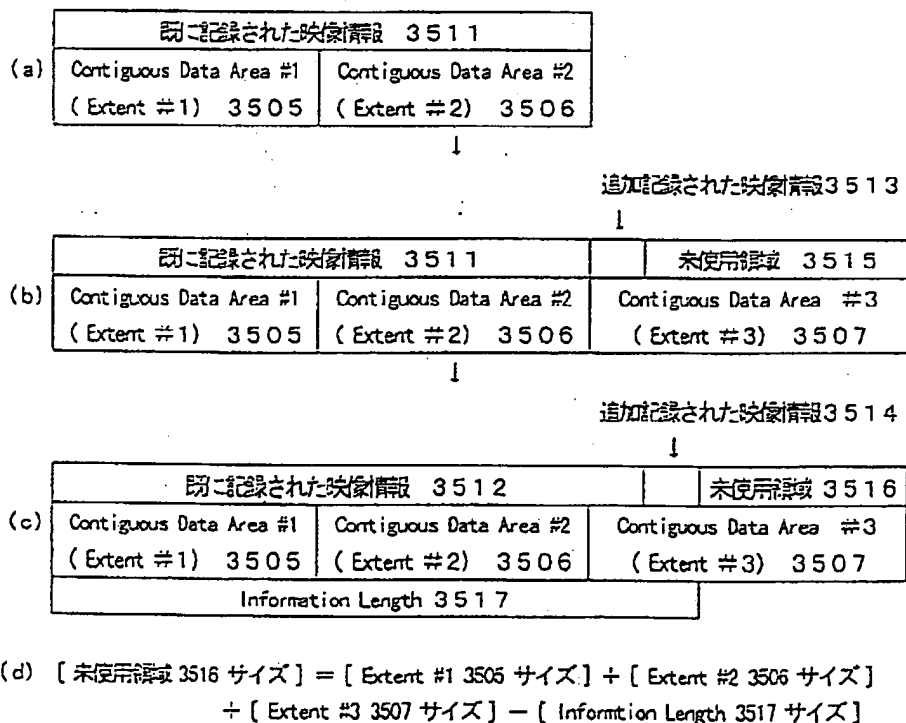 既に記録された映像情報 3511
(a) Contiguous Data Area #1 Contiguous Data Area #2
(Extent #1) 3505 (Extent #2) 3506
↓
追加記録された映像情報3513
↓
既に記録された映像情報 3511 未使用領域 3515
(b) Contiguous Data Area #1 Contiguous Data Area #2 Contiguous Data Area #3
(Extent #1) 3505 (Extent #2) 3506 (Extent #3) 3507
↓
追加記録された映像情報3514
↓
既に記録された映像情報 3512 未使用領域 3516
(c) Contiguous Data Area #1 Contiguous Data Area #2 Contiguous Data Area #3
(Extent #1) 3505 (Extent #2) 3506 (Extent #3) 3507
Information Length 3517
(d) [未使用領域 3516 サイズ] = [Extent #1 3505 サイズ] + [Extent #2 3506 サイズ]
+ [Extent #3 3507 サイズ] − [Informtion Length 3517 サイズ]